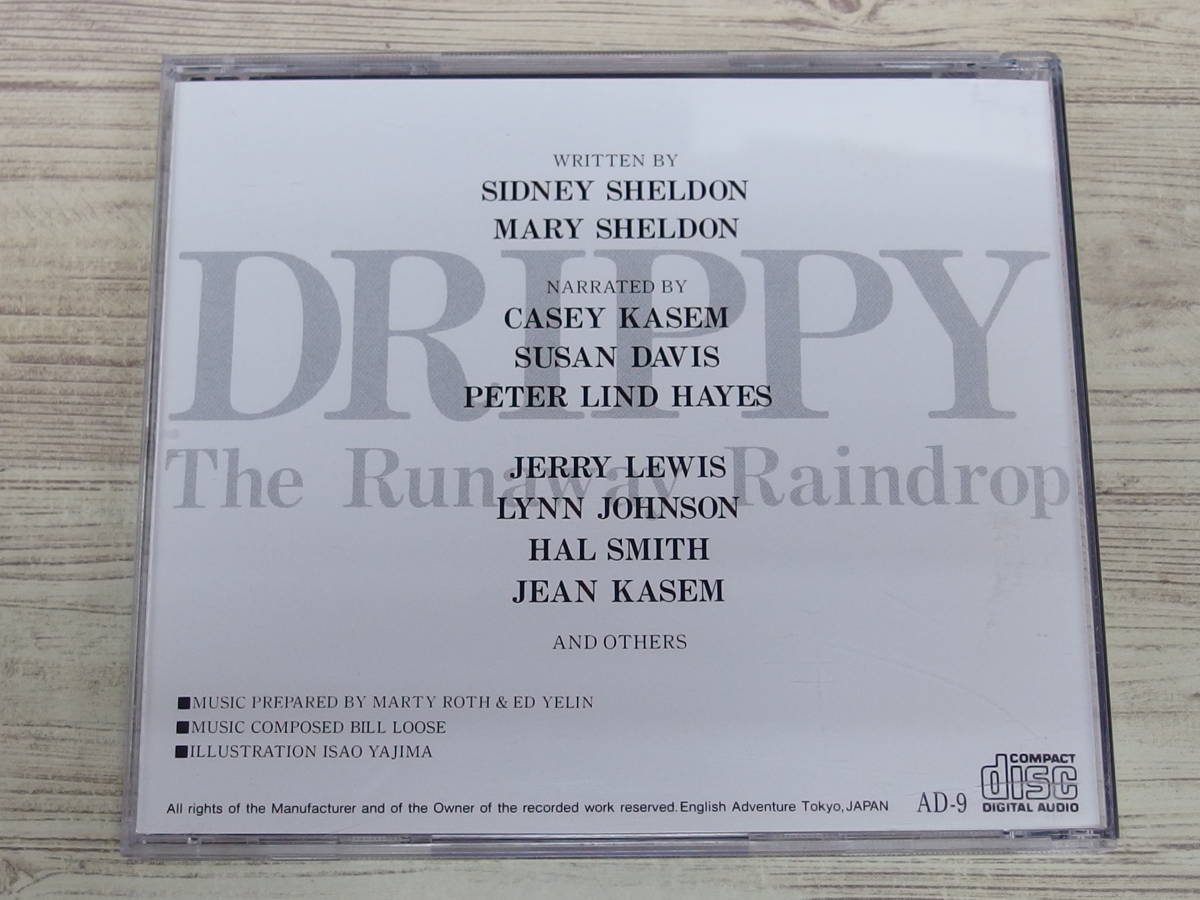 WRITTEN BY
SIDNEY SHELDON
MARY SHELDON
DRIPPY
NARRATED BY
CASEY KASEM
SUSAN DAVIS
PETER LIND HAYES
The Runaway Raindrop
JERRY LEWIS
LYNN JOHNSON
HAL SMITH
JEAN KASEM
AND OTHERS
■MUSIC PREPARED BY MARTY ROTH & ED YELIN
■MUSIC COMPOSED BILL LOOSE
■ILLUSTRATION ISAO YAJIMA
All rights of the Manufacturer and of the Owner of the recorded work reserved. English Adventure Tokyo, JAPAN
AD-9
COMPACT
disc
DIGITAL AUDIO